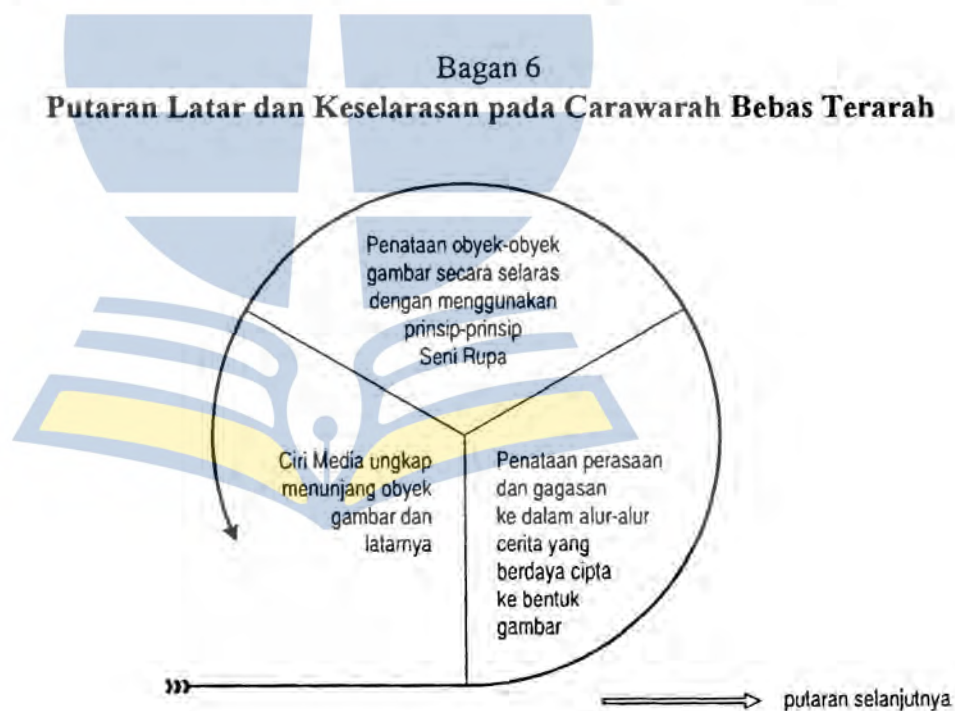 Bagan 6
Putaran Latar dan Keselarasan pada Carawarah Bebas Terarah
Penataan obyek-obyek
gambar secara selaras
dengan menggunakan
prinsip-prinsip
Seni Rupa
Ciri Media ungkap
menunjang obyek
gambar dan
latarnya
Penataan perasaan
dan gagasan
ke dalam alur-alur
cerita yang
berdaya cipta
ke bentuk
gambar
putaran selanjutnya